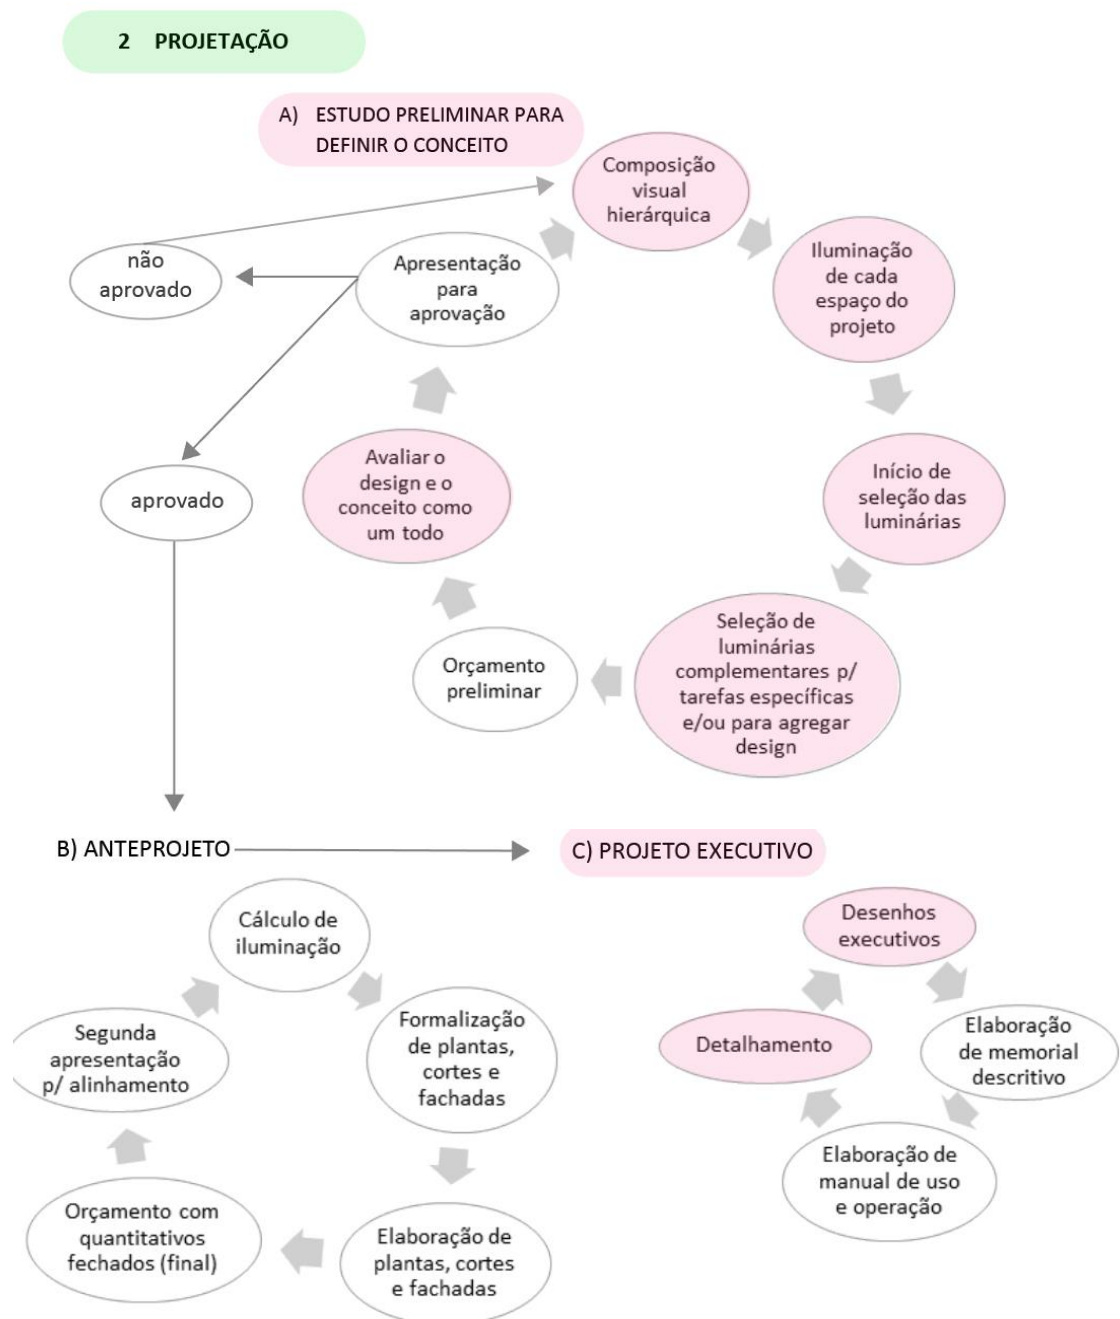 2 PROJETAÇÃO
A) ESTUDO PRELIMINAR PARA
DEFINIR O CONCEITO
Composição
visual
hierárquica
Iluminação
de cada
espaço do
projeto
Início de
seleção das
luminárias
Seleção de
luminárias
complementares p/
tarefas específicas
e/ou para agregar
design
Orçamento
preliminar
Avaliar o
design e o
conceito como
um todo
Apresentação
para
aprovação
não
aprovado
aprovado
B) ANTEPROJETO
Cálculo de
iluminação
Formalização
de plantas,
cortes e
fachadas
Elaboração de
plantas, cortes
e fachadas
Orçamento com
quantitativos
fechados (final)
Segunda
apresentação
p/ alinhamento
C) PROJETO EXECUTIVO
Desenhos
executivos
Elaboração
de memorial
descritivo
Elaboração de
manual de uso
e operação
Detalhamento